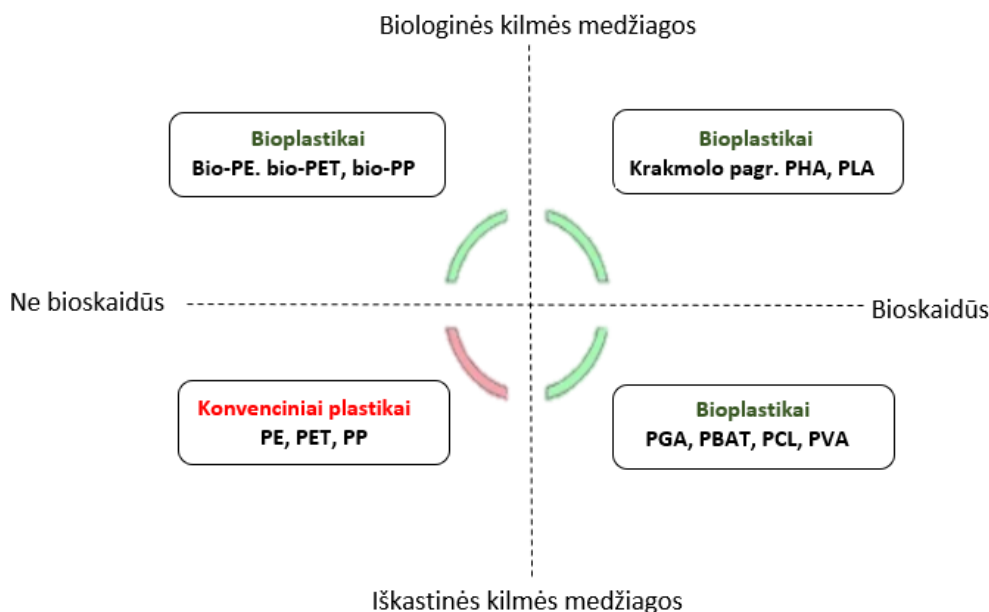 Biologinės kilmės medžiagos
Bioplastikai
Bio-PE. bio-PET, bio-PP
Bioplastikai
Krakmolo pagr. PHA, PLA
Ne bioskaidūs
Bioskaidūs
Konvenciniai plastikai
PE, PET, PP
Bioplastikai
PGA, PBAT, PCL, PVA
Iškastinės kilmės medžiagos